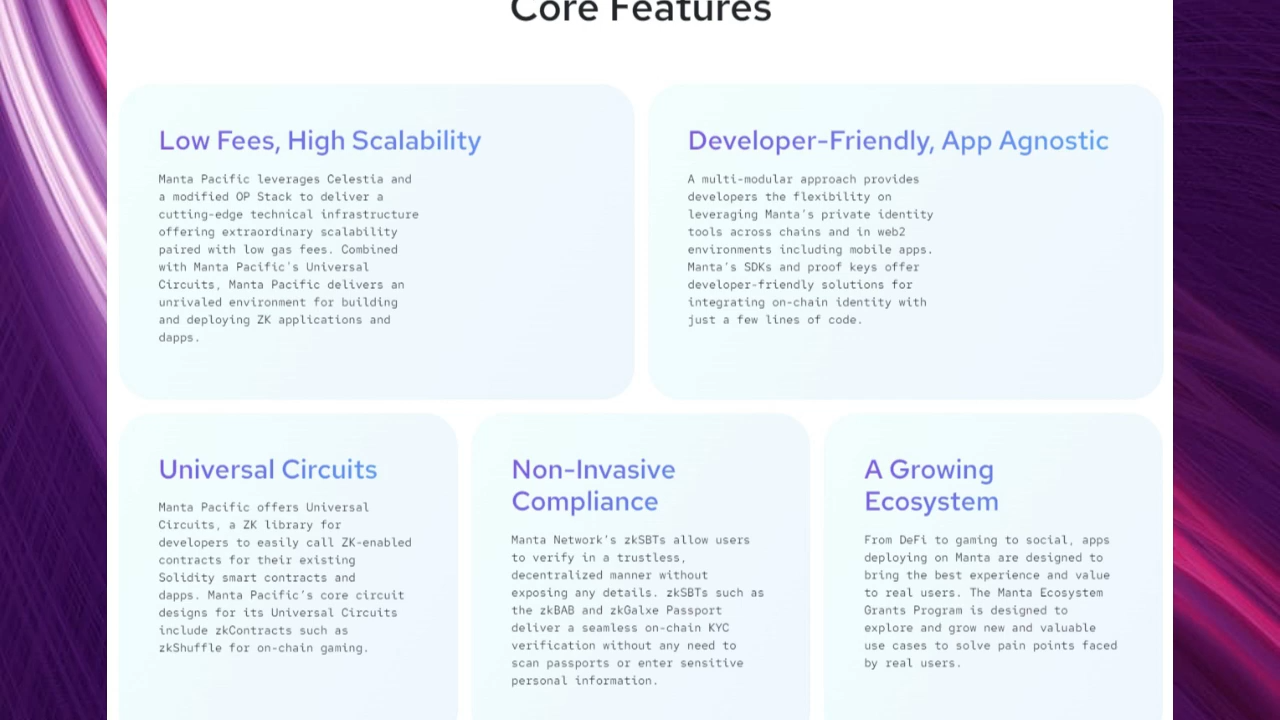 Core Features
Low Fees, High Scalability
Manta Pacific leverages Celestia and
a modified OP Stack to deliver a
cutting-edge technical infrastructure
offering extraordinary scalability
paired with low gas fees. Combined
with Manta Pacific's Universal
Circuits, Manta Pacific delivers an
unrivaled environment for building
and deploying ZK applications and
dapps.
Developer-Friendly, App Agnostic
A multi-modular approach provides
developers the flexibility on
leveraging Manta's private identity
tools across chains and in web2
environments including mobile apps.
Manta's SDKs and proof keys offer
developer-friendly solutions for
integrating on-chain identity with
just a few lines of code.
Universal Circuits
Manta Pacific offers Universal
Circuits, a ZK library for
developers to easily call ZK-enabled
contracts for their existing
Solidity smart contracts and
dapps. Manta Pacific's core circuit
designs for its Universal Circuits
include zkContracts such as
zkShuffle for on-chain gaming.
Non-Invasive
Compliance
Manta Network's zkSBTs allow users
to verify in a trustless,
decentralized manner without
exposing any details. zkSBTs such as
the zkBAB and zkGalxe Passport
deliver a seamless on-chain KYC
verification without any need to
scan passports or enter sensitive
personal information.
A Growing
Ecosystem
From DeFi to gaming to social, apps
deploying on Manta are designed to
bring the best experience and value
to real users. The Manta Ecosystem
Grants Program is designed to
explore and grow new and valuable
use cases to solve pain points faced
by real users.